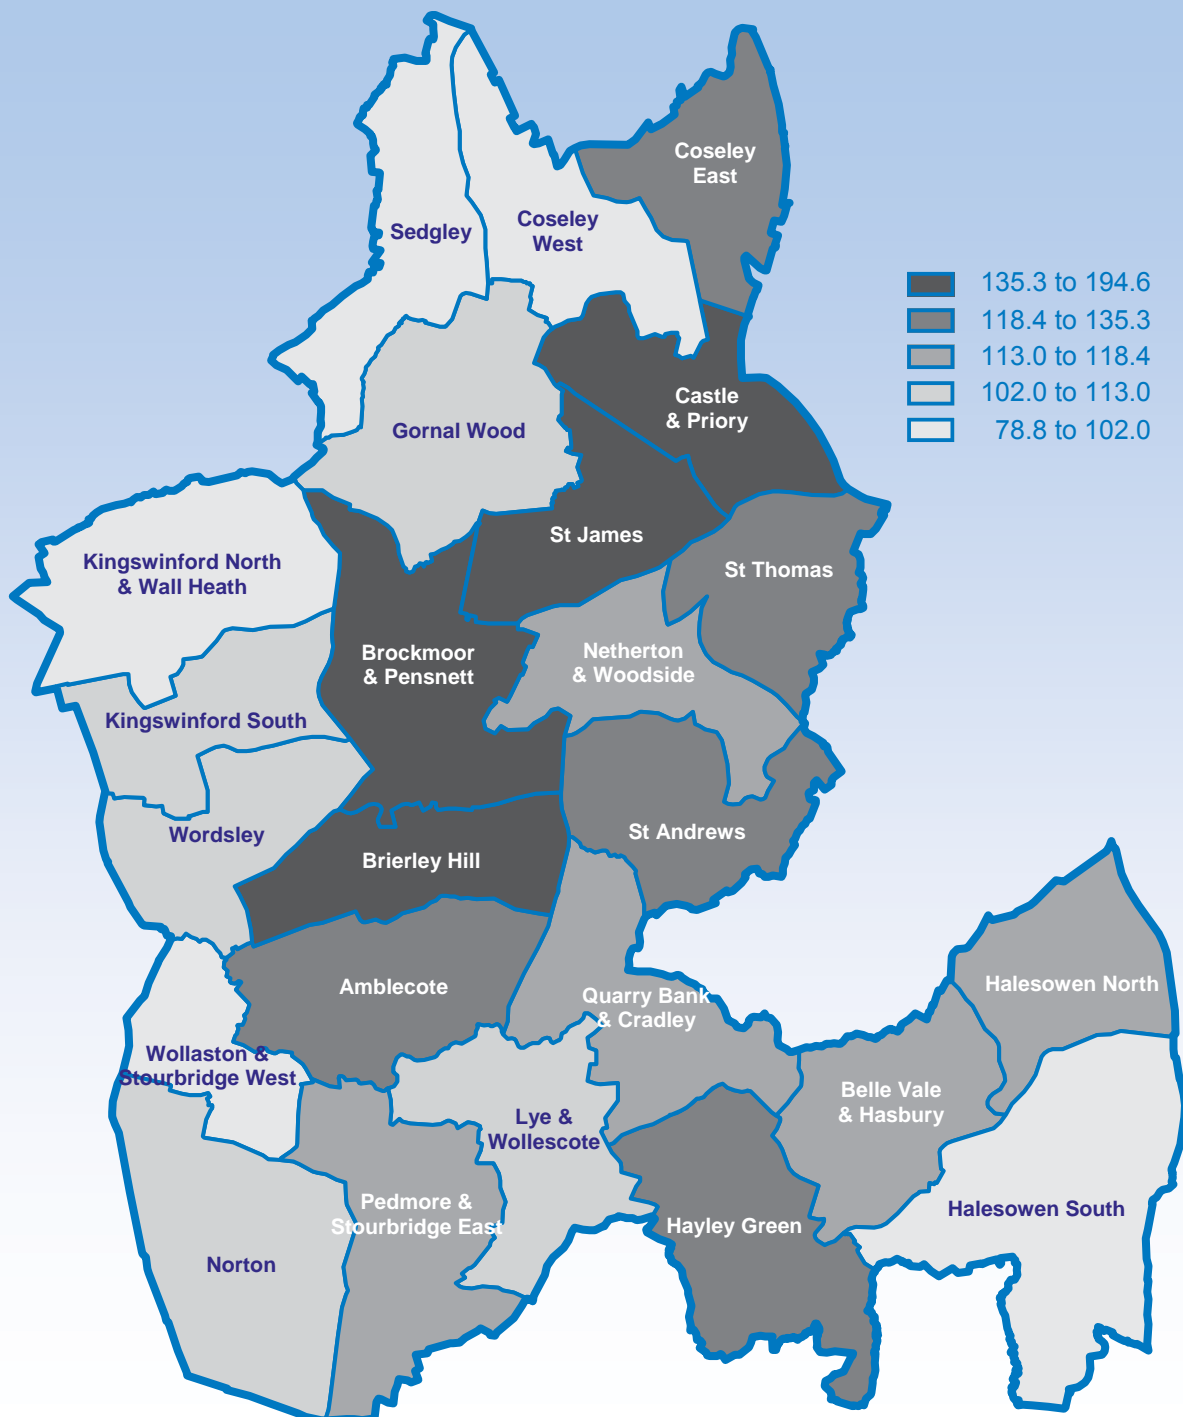 Coseley
East
Sedgley
Coseley
West
135.3 to 194.6
118.4 to 135.3
113.0 to 118.4
102.0 to 113.0
78.8 to 102.0
Castle
& Priory
Gornal Wood
St James
Kingswinford North
& Wall Heath
St Thomas
Brockmoor
& Pensnett
Netherton
& Woodside
Kingswinford South
Wordsley
St Andrews
Brierley Hill
Amblecote
Quarry Bank
& Cradley
Halesowen North
Wollaston &
Stourbridge West
Belle Vale
& Hasbury
Lye &
Wollescote
Pedmore &
Stourbridge East
Hayley Green
Halesowen South
Norton